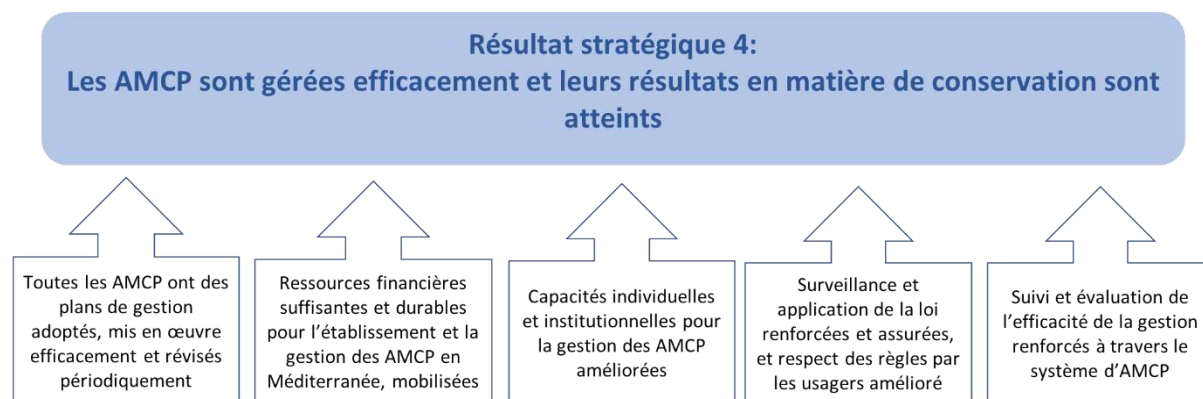 Résultat stratégique 4:
Les AMCP sont gérées efficacement et leurs résultats en matière de conservation sont
atteints
Toutes les AMCP ont des
plans de gestion
adoptés, mis en œuvre
efficacement et révisés
périodiquement
Ressources financières
suffisantes et durables
pour l’établissement et la
gestion des AMCP en
Méditerranée, mobilisées
Capacités individuelles
et institutionnelles pour
la gestion des AMCP
améliorées
Surveillance et
application de la loi
renforcées et assurées,
et respect des règles par
les usagers amélioré
Suivi et évaluation de
l’efficacité de la gestion
renforcés à travers le
système d’AMCP